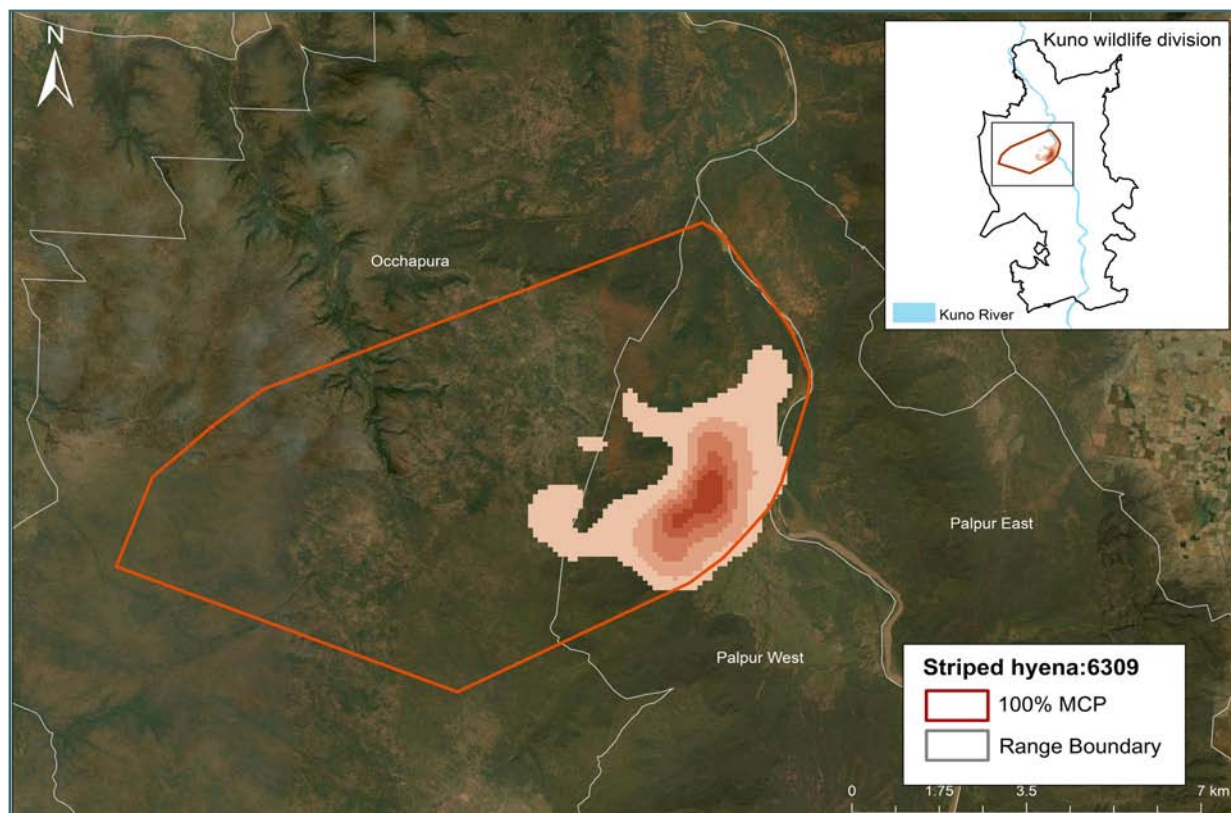 N
Kuno wildlife division
Kuno River
Occhapura
Palpur East
Palpur West
Striped hyena:6309
100% MCP
Range Boundary
0 1.75 3.5 7 km